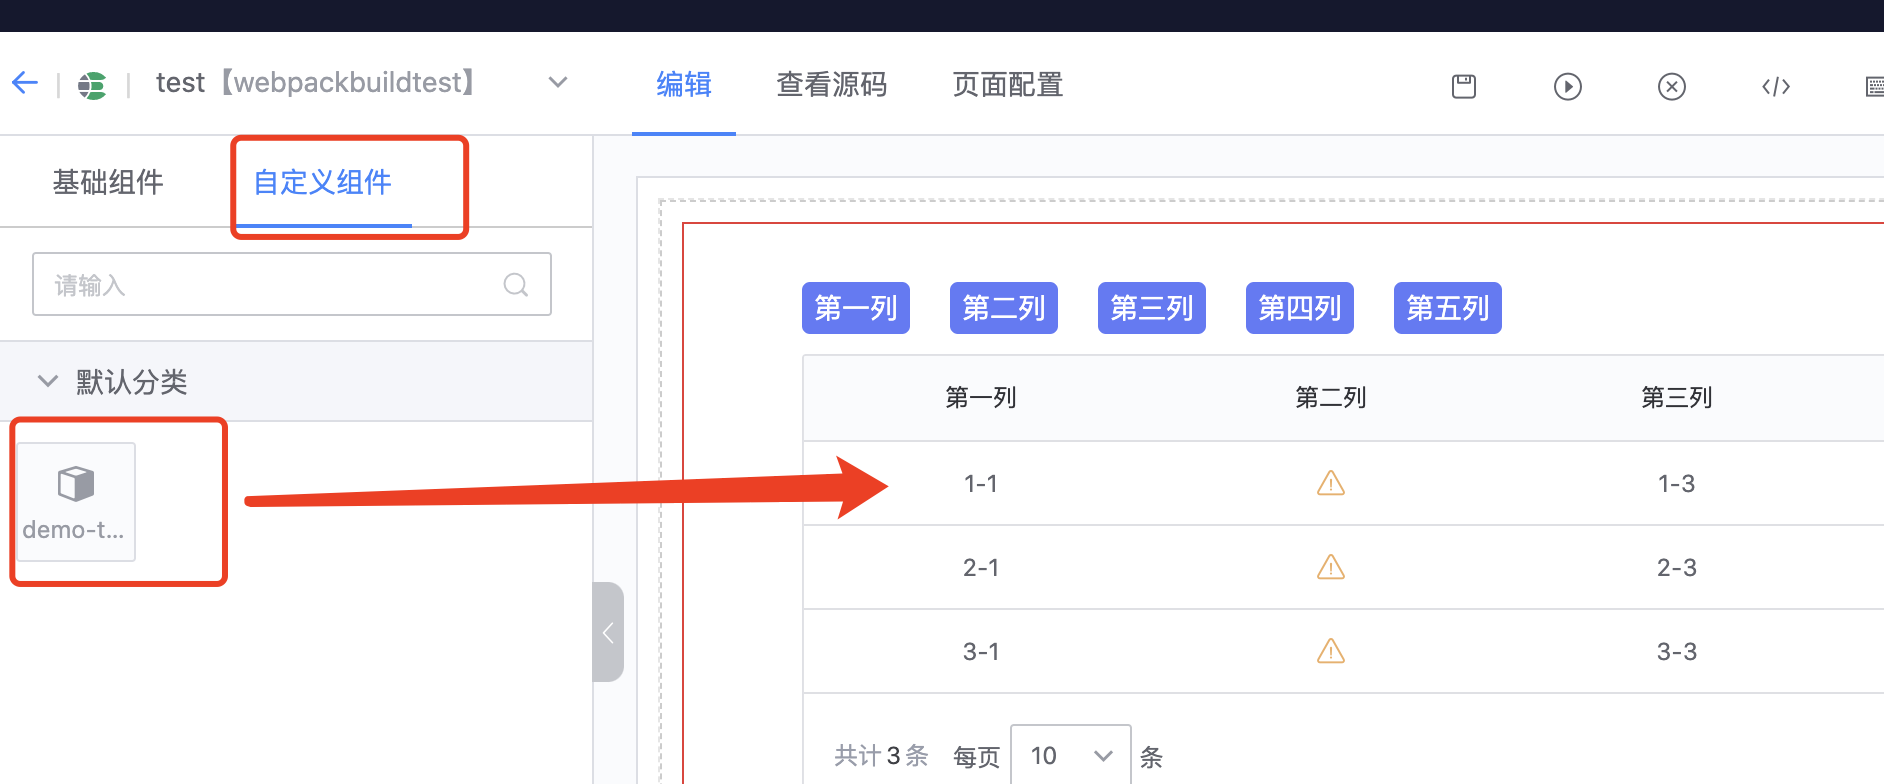 test【webpackbuildtest】
编辑 查看源码 页面配置
基础组件 自定义组件
请输入
默认分类
demo-t...
第一列 第二列 第三列 第四列 第五列
第一列 第二列 第三列
1-1 1-3
2-1 2-3
3-1 3-3
共计 3 条 每页 10 条